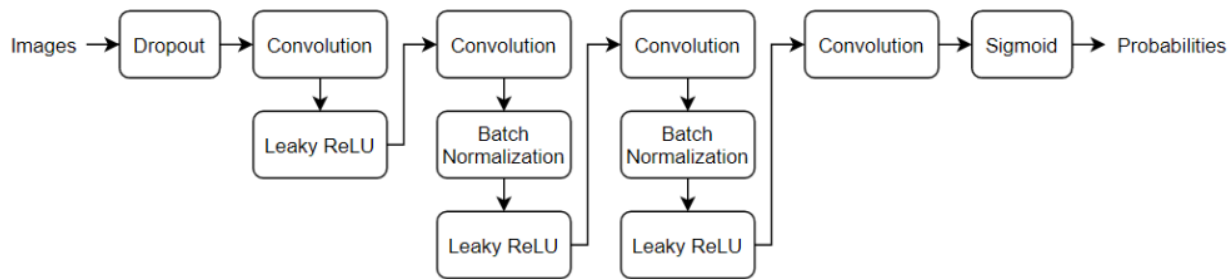 Images
Dropout
Convolution
Leaky ReLU
Convolution
Batch
Normalization
Leaky ReLU
Convolution
Batch
Normalization
Leaky ReLU
Convolution
Sigmoid
Probabilities